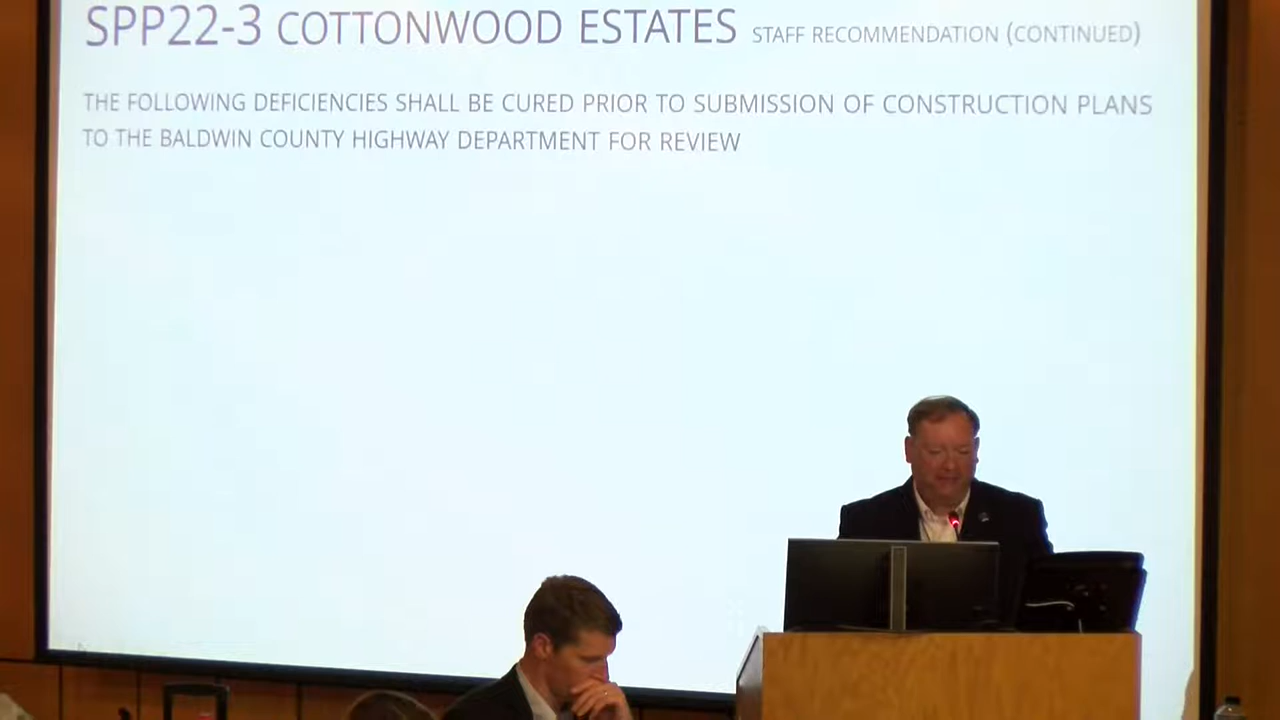 SPP22-3 COTTONWOOD ESTATES STAFF RECOMMENDATION (CONTINUED)
THE FOLLOWING DEFICIENCIES SHALL BE CURED PRIOR TO SUBMISSION OF CONSTRUCTION PLANS
TO THE BALDWIN COUNTY HIGHWAY DEPARTMENT FOR REVIEW